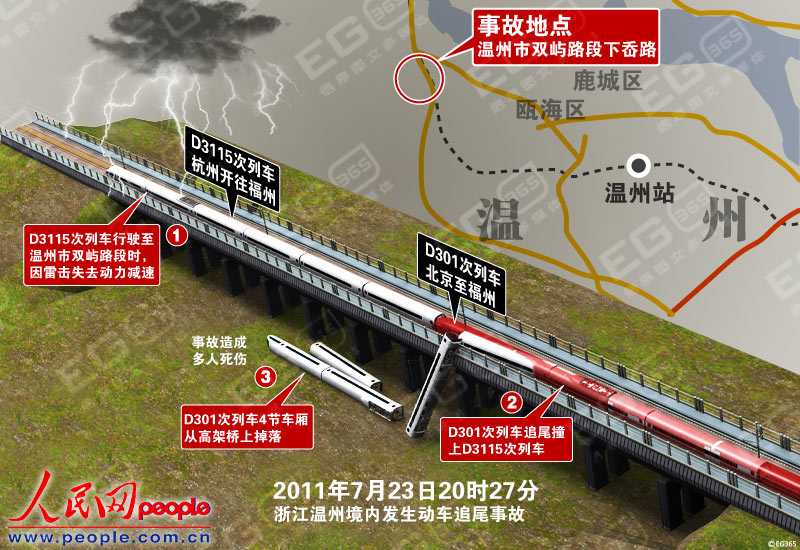 事故地点
温州市双屿路段下岙路
鹿城区
瓯海区
温州站
温 州
D3115次列车
杭州开往福州
D3115次列车行驶至
温州市双屿路段时,
因雷击失去动力减速
1
D301次列车
北京至福州
事故造成
多人死伤
3
D301次列车4节车厢
从高架桥上掉落
2
D301次列车追尾撞
上D3115次列车
2011年7月23日20时27分
浙江温州境内发生动车追尾事故
人民网 people
www.people.com.cn
©EG365
EG365